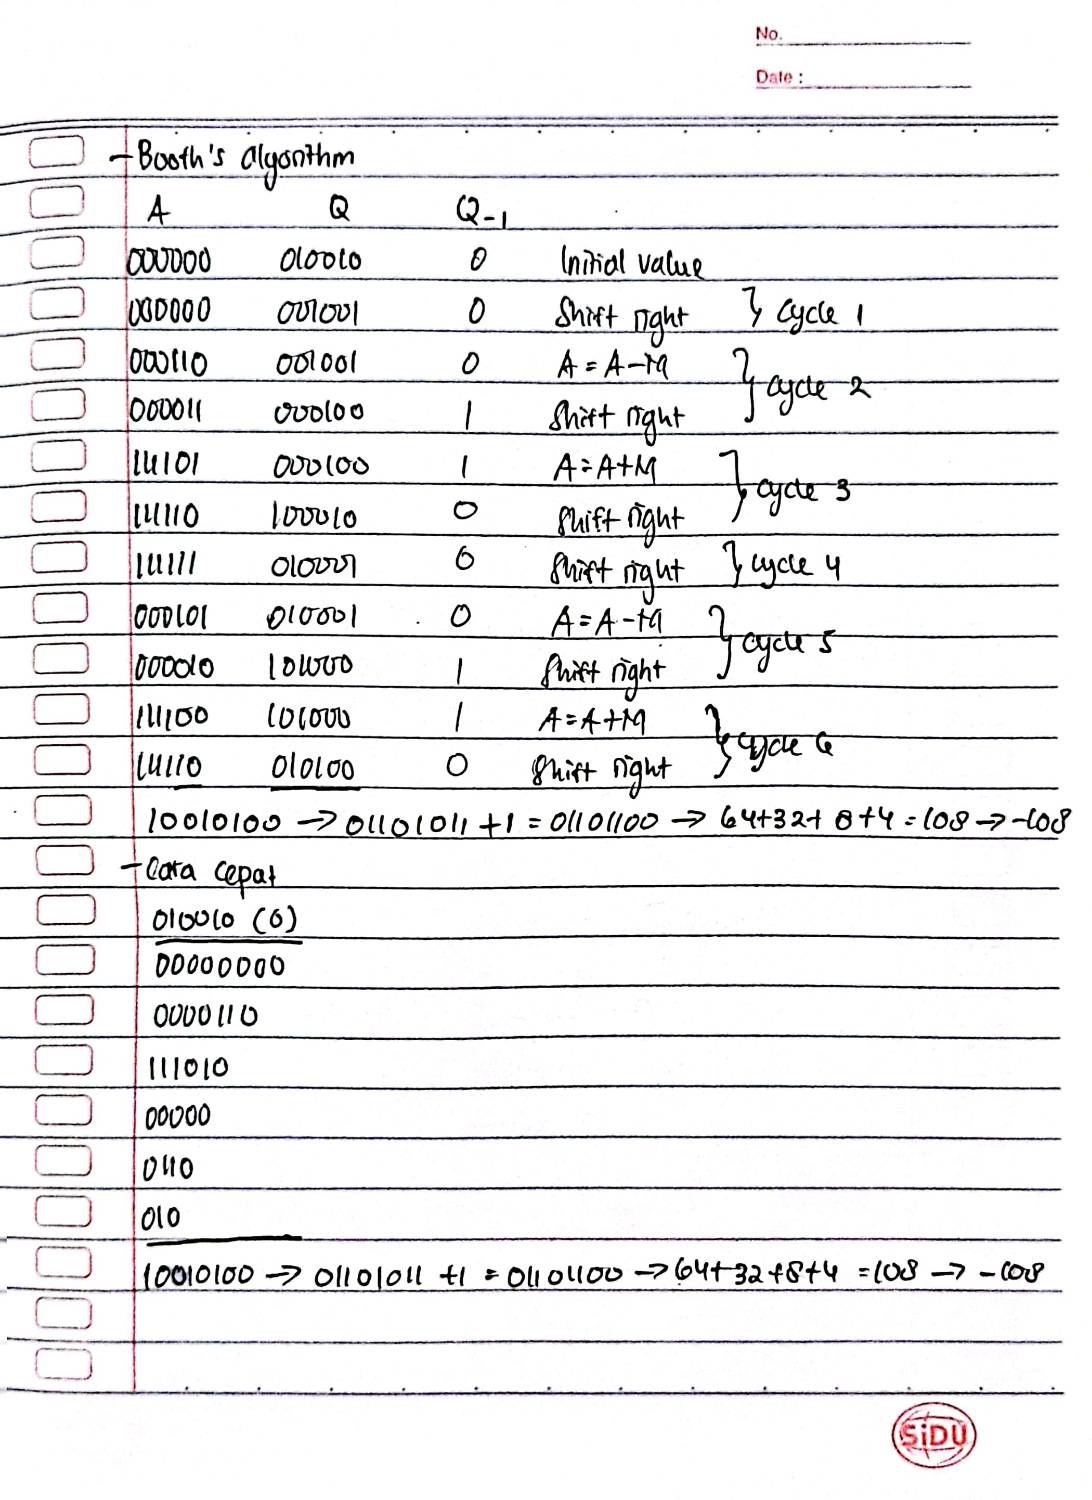 No.
Date :
- Booth's algorithm
A Q Q-1
000000 010010 0 Initial value
000000 001001 0 Shift right } Cycle 1
000110 001001 0 A = A - M
000011 000100 1 Shift right } Cycle 2
111101 000100 1 A = A + M
111110 100010 0 Shift right } Cycle 3
111111 010001 0 Shift right } Cycle 4
000101 010001 0 A = A - M
000010 101000 1 Shift right } Cycle 5
111100 101000 1 A = A + M
111110 010100 0 Shift right } Cycle 6
10010100 → 01101011 + 1 = 01101100 → 64+32+8+4 = 108 → -108
- Cara cepat
010010 (0)
00000000
0000110
111010
00000
0110
010
10010100 → 01101011 +1 = 01101100 → 64+32+8+4 = 108 → -108
SiDU